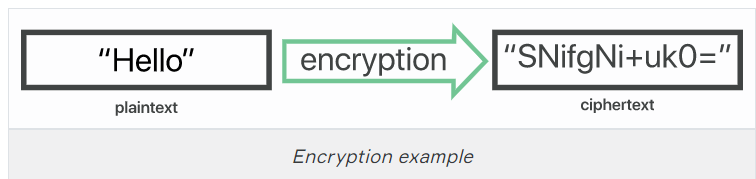 “Hello” encryption “SNifgNi+uk0=”
plaintext ciphertext
Encryption example